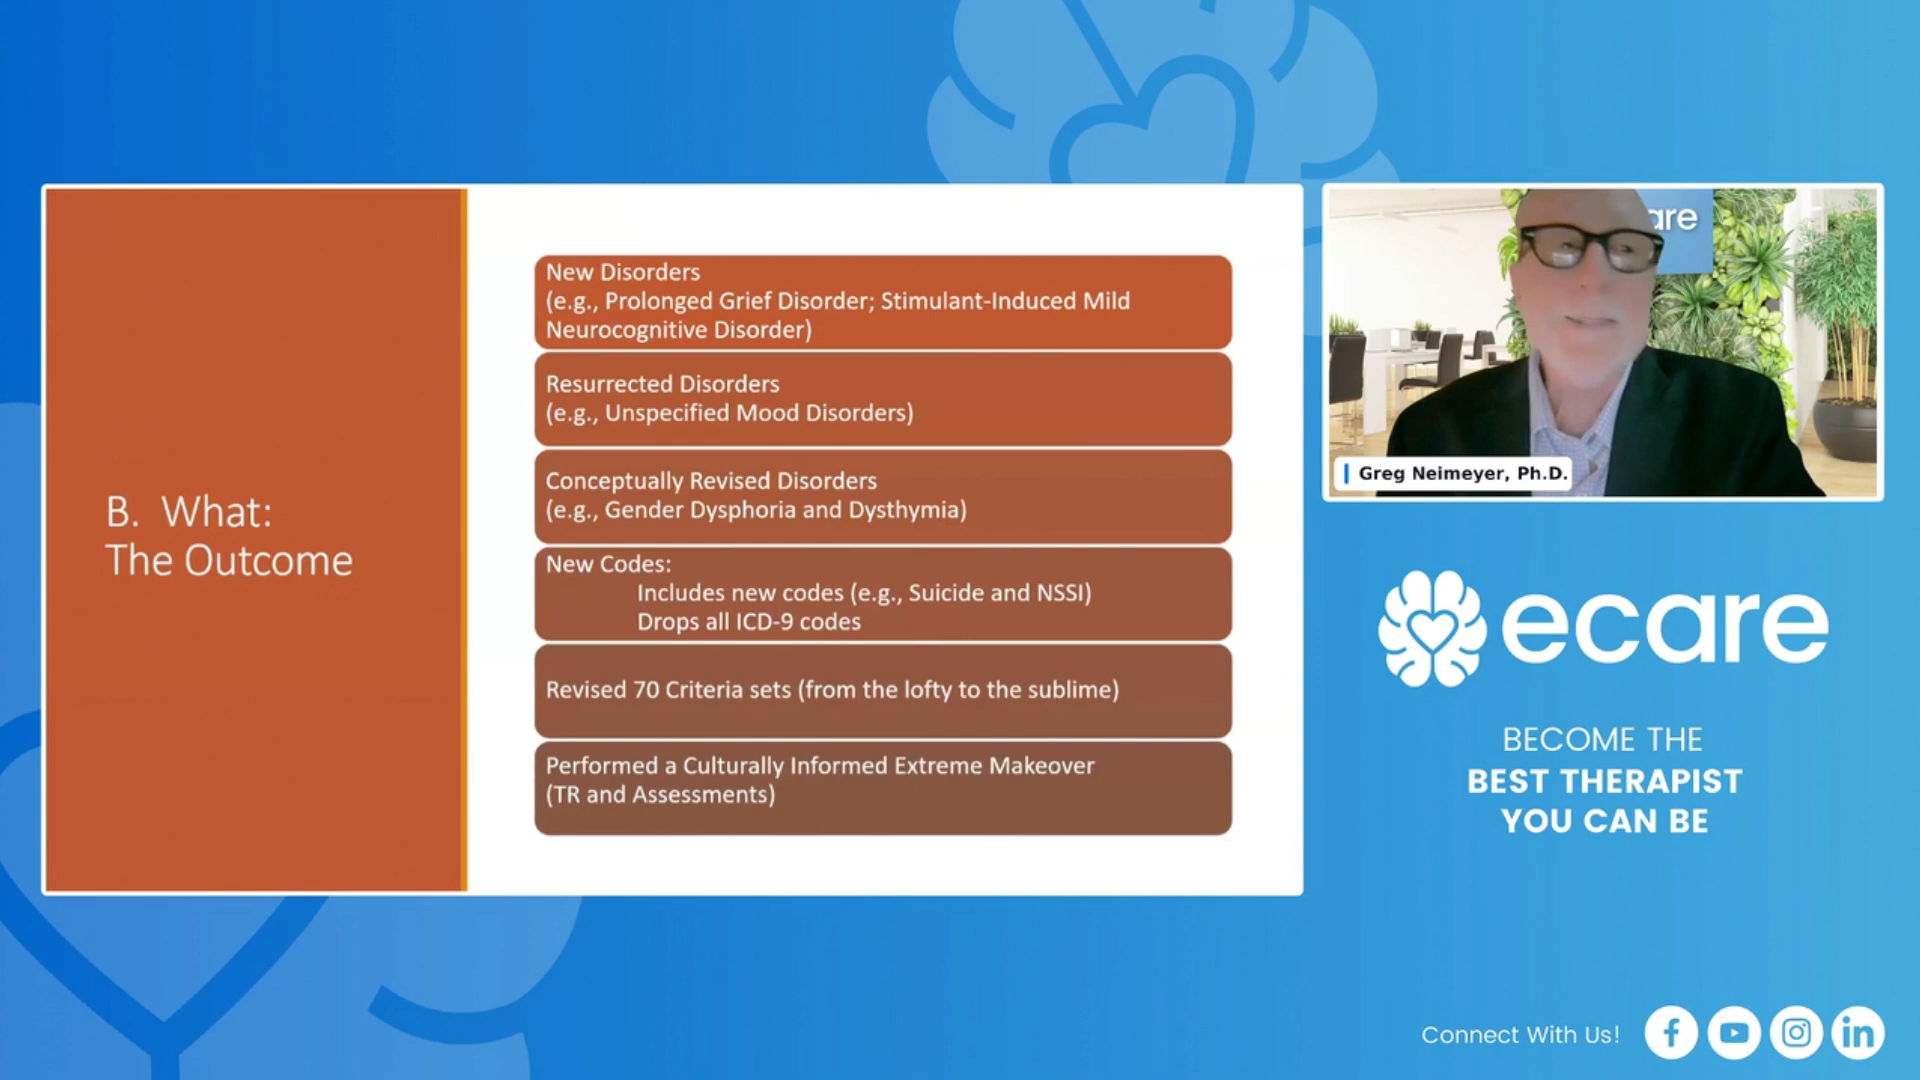 B. What:
The Outcome
New Disorders
(e.g., Prolonged Grief Disorder; Stimulant-Induced Mild
Neurocognitive Disorder)
Resurrected Disorders
(e.g., Unspecified Mood Disorders)
Conceptually Revised Disorders
(e.g., Gender Dysphoria and Dysthymia)
New Codes:
Includes new codes (e.g., Suicide and NSSI)
Drops all ICD-9 codes
Revised 70 Criteria sets (from the lofty to the sublime)
Performed a Culturally Informed Extreme Makeover
(TR and Assessments)
are
Greg Neimeyer, Ph.D.
ecare
BECOME THE
BEST THERAPIST
YOU CAN BE
Connect With Us!